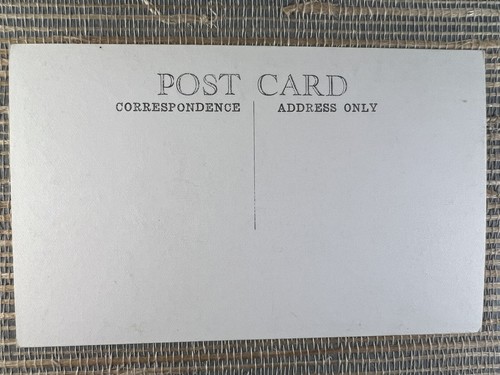 POST CARD
CORRESPONDENCE
ADDRESS ONLY